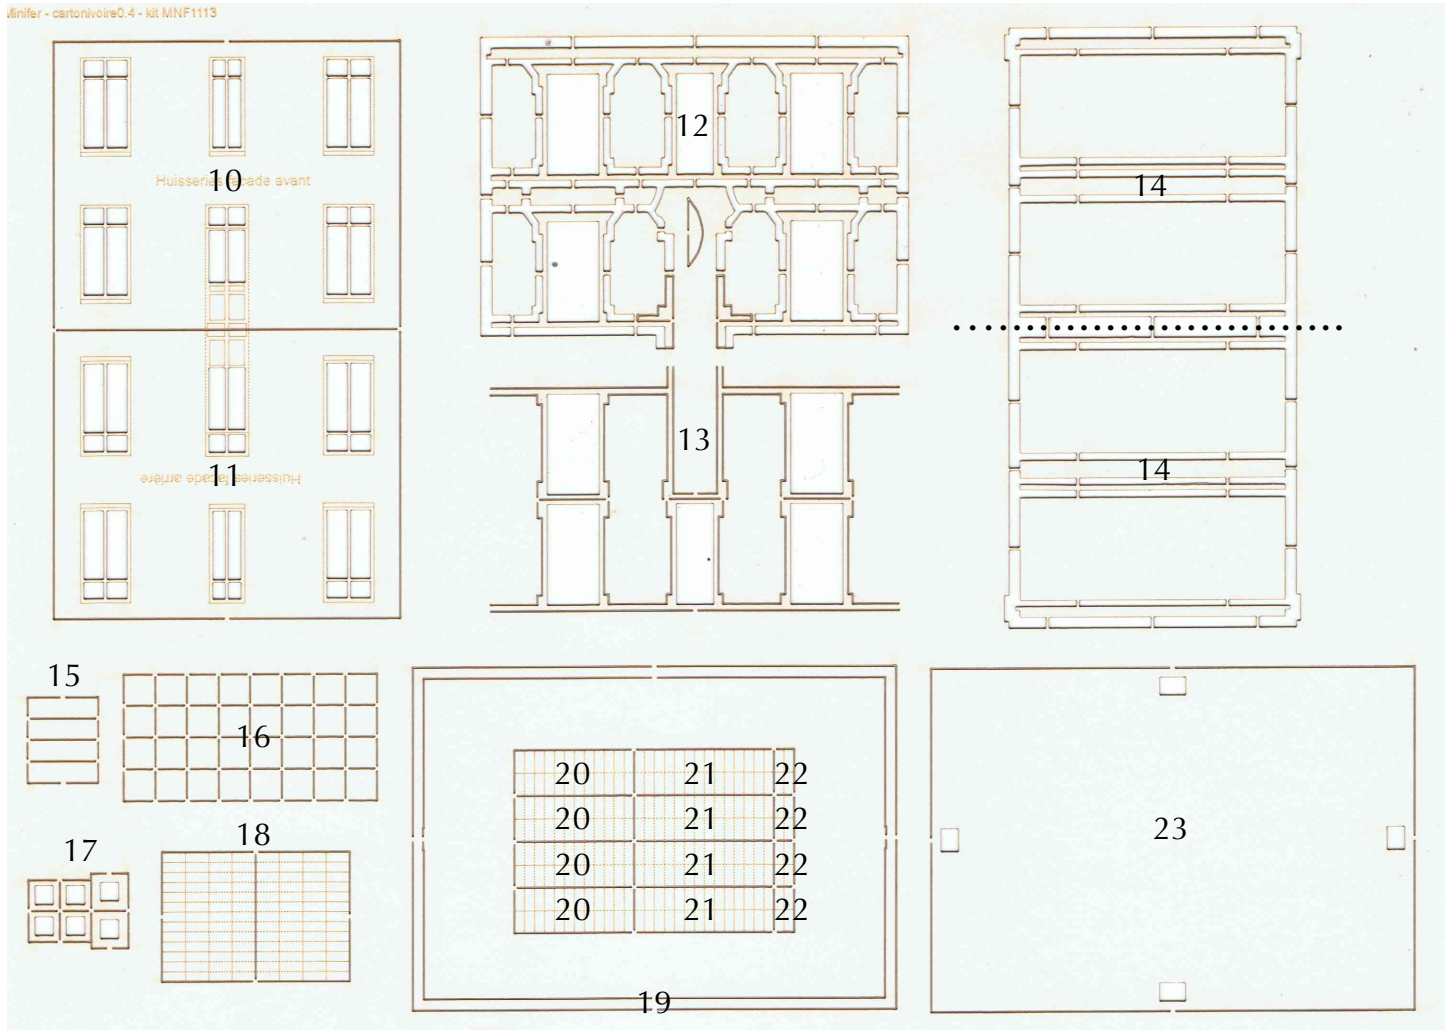 Minifer - cartonivoire0.4 - kit MNF1113
10
Huisseries façade avant
11
Huisseries façade arrière
12
13
14
14
15
16
17
18
19
20 21 22
20 21 22
20 21 22
20 21 22
23